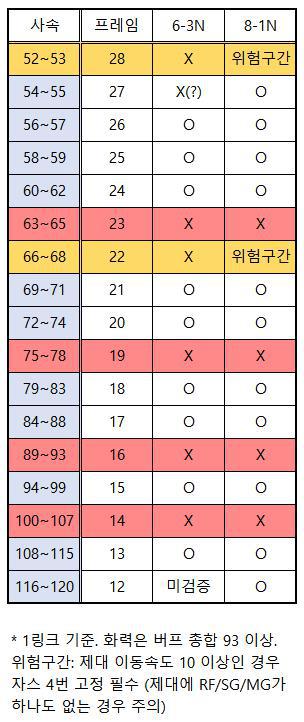 사속 프레임 6-3N 8-1N
52~53 28 X 위험구간
54~55 27 X(?) O
56~57 26 O O
58~59 25 O O
60~62 24 O O
63~65 23 X X
66~68 22 X 위험구간
69~71 21 O O
72~74 20 O O
75~78 19 X X
79~83 18 O O
84~88 17 O O
89~93 16 X X
94~99 15 O O
100~107 14 X X
108~115 13 O O
116~120 12 미검증 O
* 1링크 기준. 화력은 버프 종합 93 이상.
위험구간: 제대 이동속도 10 이상인 경우
자스 4번 고정 필수 (제대에 RF/SG/MG가
하나도 없는 경우 주의)